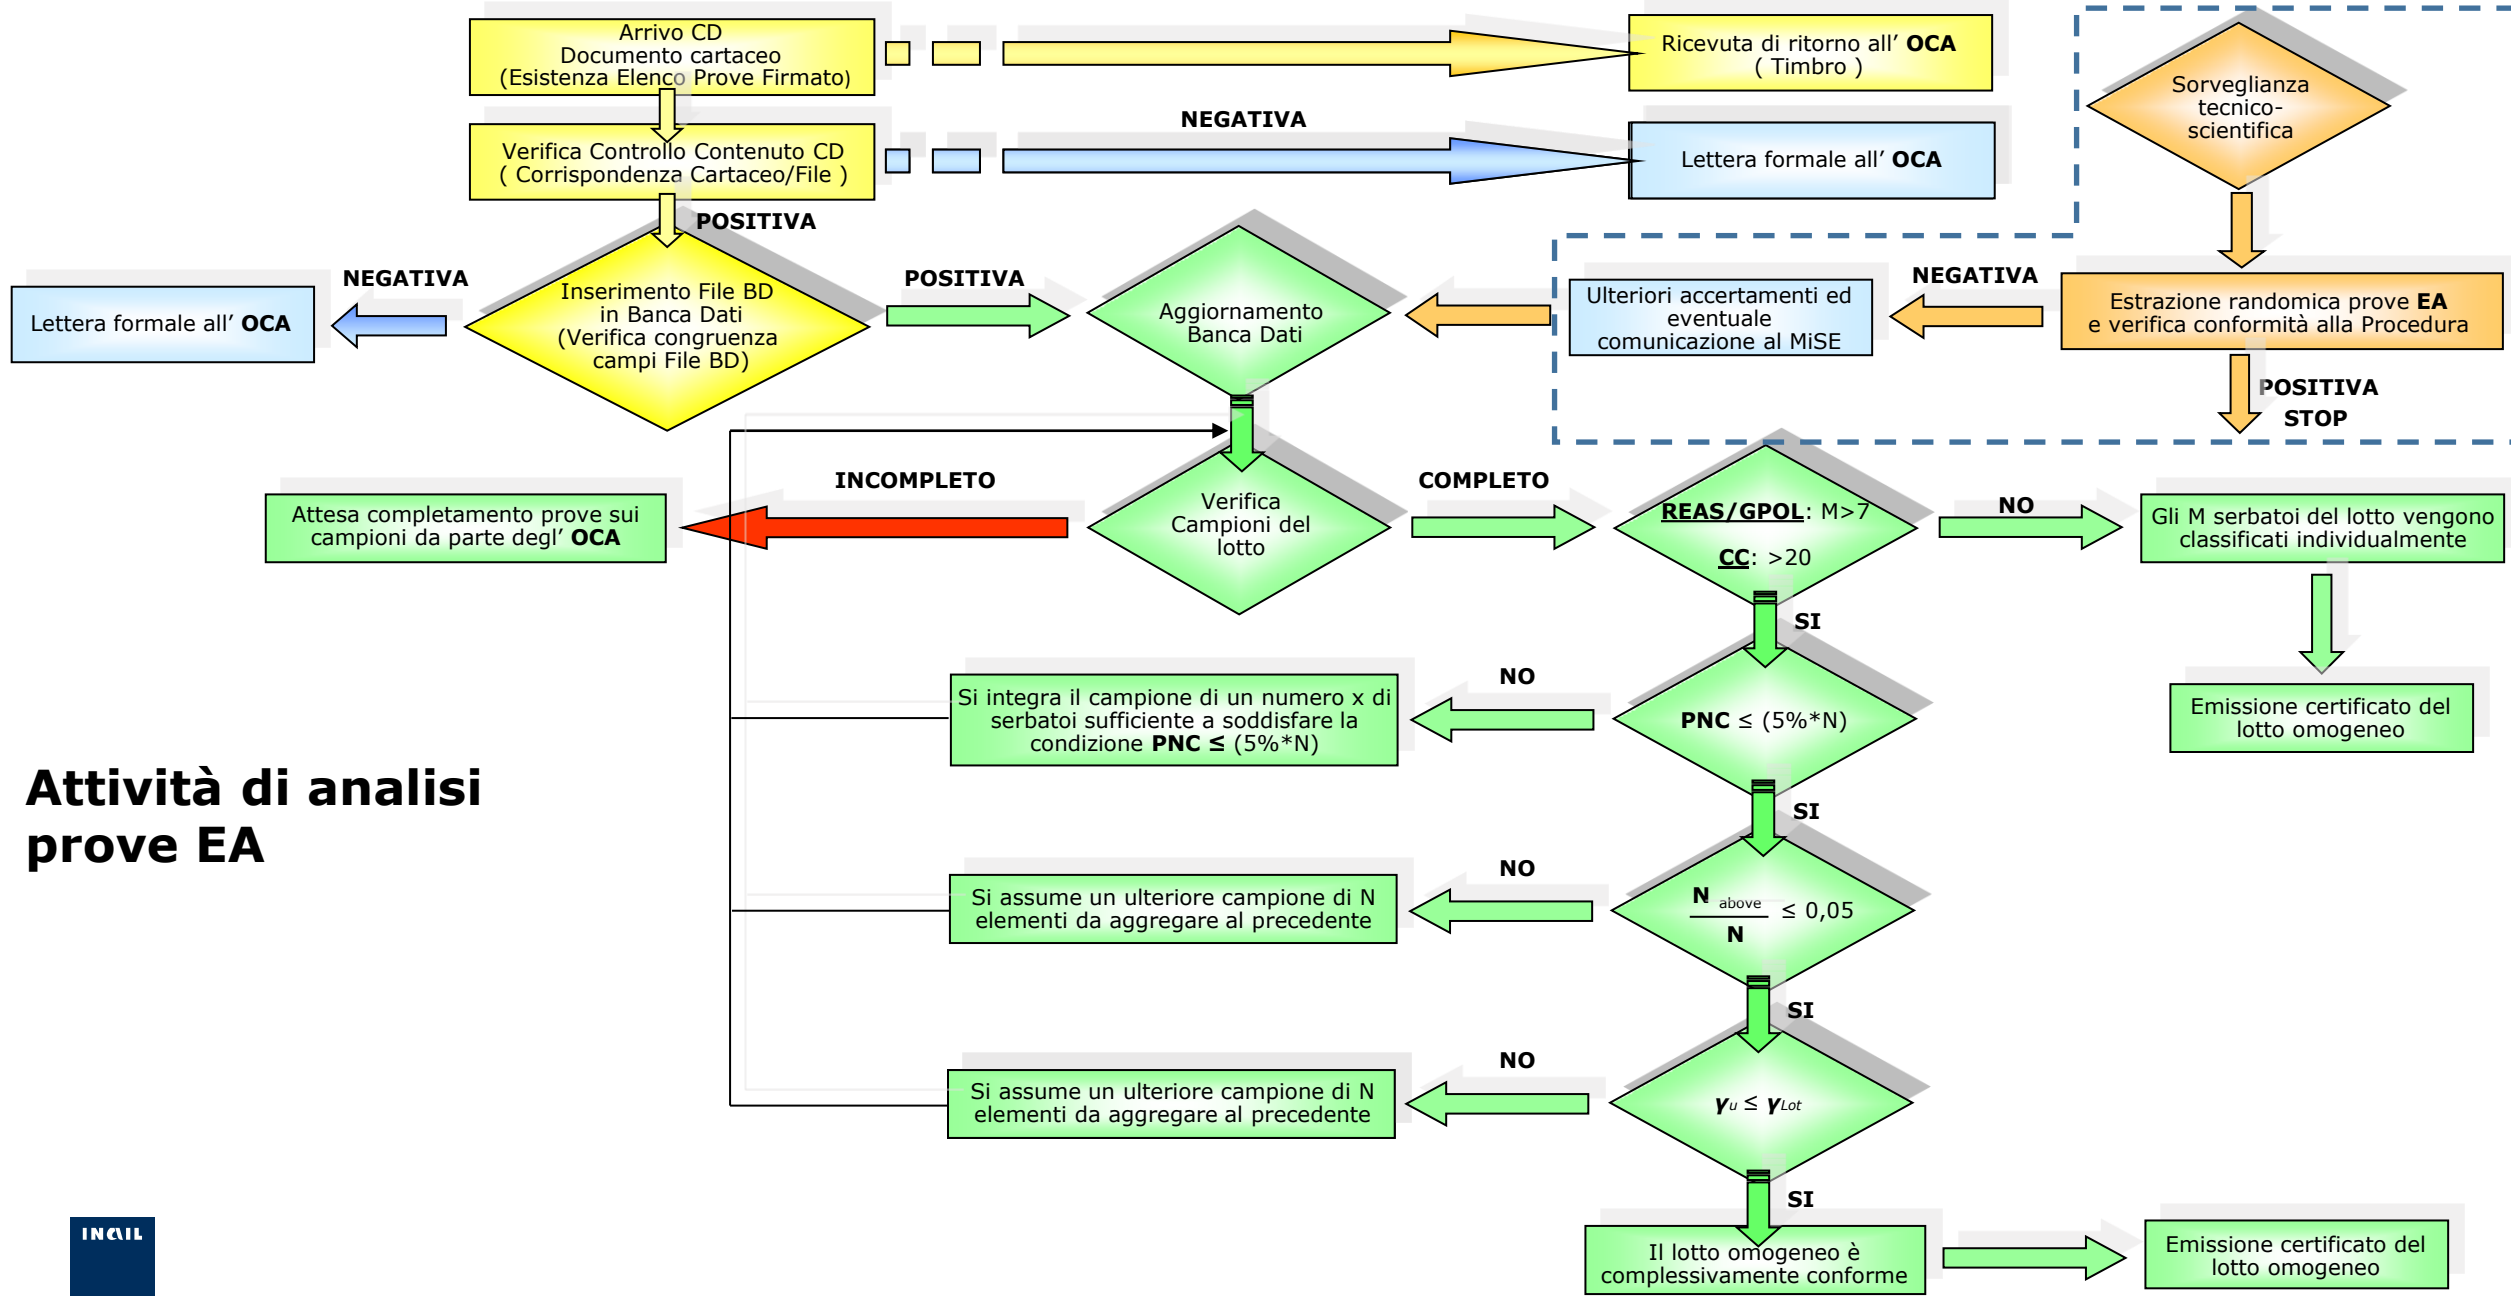 Arrivo CD
Documento cartaceo
(Esistenza Elenco Prove Firmato)
Ricevuta di ritorno all’ OCA
( Timbro )
Sorveglianza
tecnico-
scientifica
NEGATIVA
Verifica Controllo Contenuto CD
( Corrispondenza Cartaceo/File )
Lettera formale all’ OCA
POSITIVA
NEGATIVA
Lettera formale all’ OCA
Inserimento File BD
in Banca Dati
(Verifica congruenza
campi File BD)
POSITIVA
Aggiornamento
Banca Dati
Ulteriori accertamenti ed
eventuale
comunicazione al MiSE
NEGATIVA
Estrazione randomica prove EA
e verifica conformità alla Procedura
POSITIVA
STOP
INCOMPLETO
Attesa completamento prove sui
campioni da parte degl’ OCA
Verifica
Campioni del
lotto
COMPLETO
REAS/GPOL: M>7
CC: >20
NO
Gli M serbatoi del lotto vengono
classificati individualmente
SI
Emissione certificato del
lotto omogeneo
NO
Si integra il campione di un numero x di
serbatoi sufficiente a soddisfare la
condizione PNC ≤ (5%*N)
PNC ≤ (5%*N)
SI
Attività di analisi
prove EA
NO
Si assume un ulteriore campione di N
elementi da aggregare al precedente
N above
≤ 0,05
N
SI
NO
Si assume un ulteriore campione di N
elementi da aggregare al precedente
γu ≤ γLot
SI
Il lotto omogeneo è
complessivamente conforme
Emissione certificato del
lotto omogeneo
INAIL